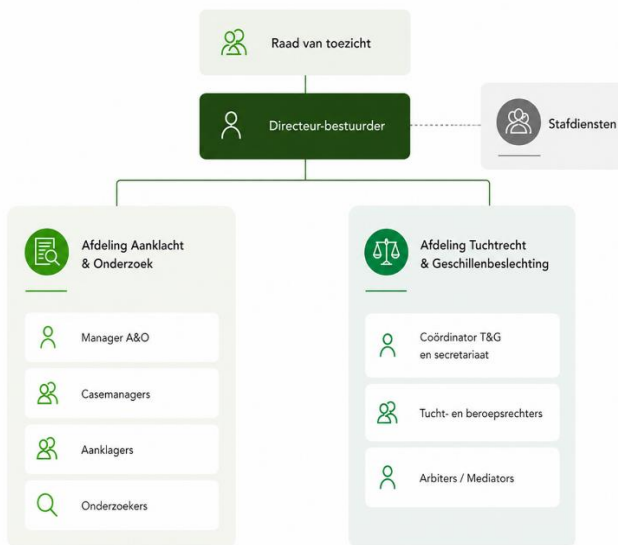 Raad van toezicht
Directeur-bestuurder
Stafdiensten
Afdeling Aanklacht
& Onderzoek
Manager A&O
Casemanagers
Aanklagers
Onderzoekers
Afdeling Tuchtrecht
& Geschillenbeslechting
Coördinator T&G
en secretariaat
Tucht- en beroepsrechters
Arbiters / Mediators